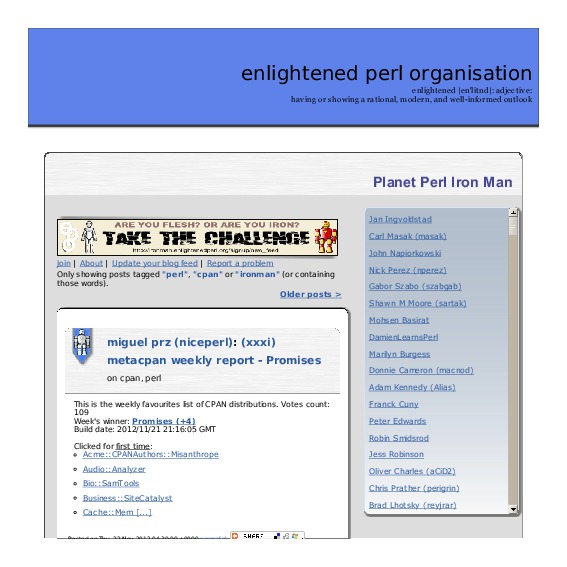 enlightened perl organisation
enlightened |en'litnd|: adjective:
having or showing a rational, modern, and well-informed outlook
Planet Perl Iron Man
ARE YOU FLESH? OR ARE YOU IRON?
TAKE THE CHALLENGE
Join | About | Update your blog feed | Report a problem
Only showing posts tagged "perl", "cpan" or "ironman" (or containing
those words).
Older posts >
miguel prz (niceperl): (xxxi)
metacpan weekly report - Promises
on cpan, perl
This is the weekly favourites list of CPAN distributions. Votes count:
109
Week's winner: Promises (+4)
Build date: 2012/11/21 21:16:05 GMT
Clicked for first time:
Acme::CPANAuthors::Misanthrope
Audio::Analyzer
Bio::SamTools
Business::SiteCatalyst
Cache::Mem [...]
SHARE
Jan Ingvoldstad
Carl Masak (masak)
John Napiorkowski
Nick Perez (nperez)
Gabor Szabo (szabgab)
Shawn M Moore (sartak)
Mohsen Basirat
DamienLearnsPerl
Marilyn Burgess
Donnie Cameron (macnod)
Adam Kennedy (Alias)
Franck Cuny
Peter Edwards
Robin Smidsrod
Jess Robinson
Oliver Charles (aCiD2)
Chris Prather (perigrin)
Brad Lhotsky (reyjrar)